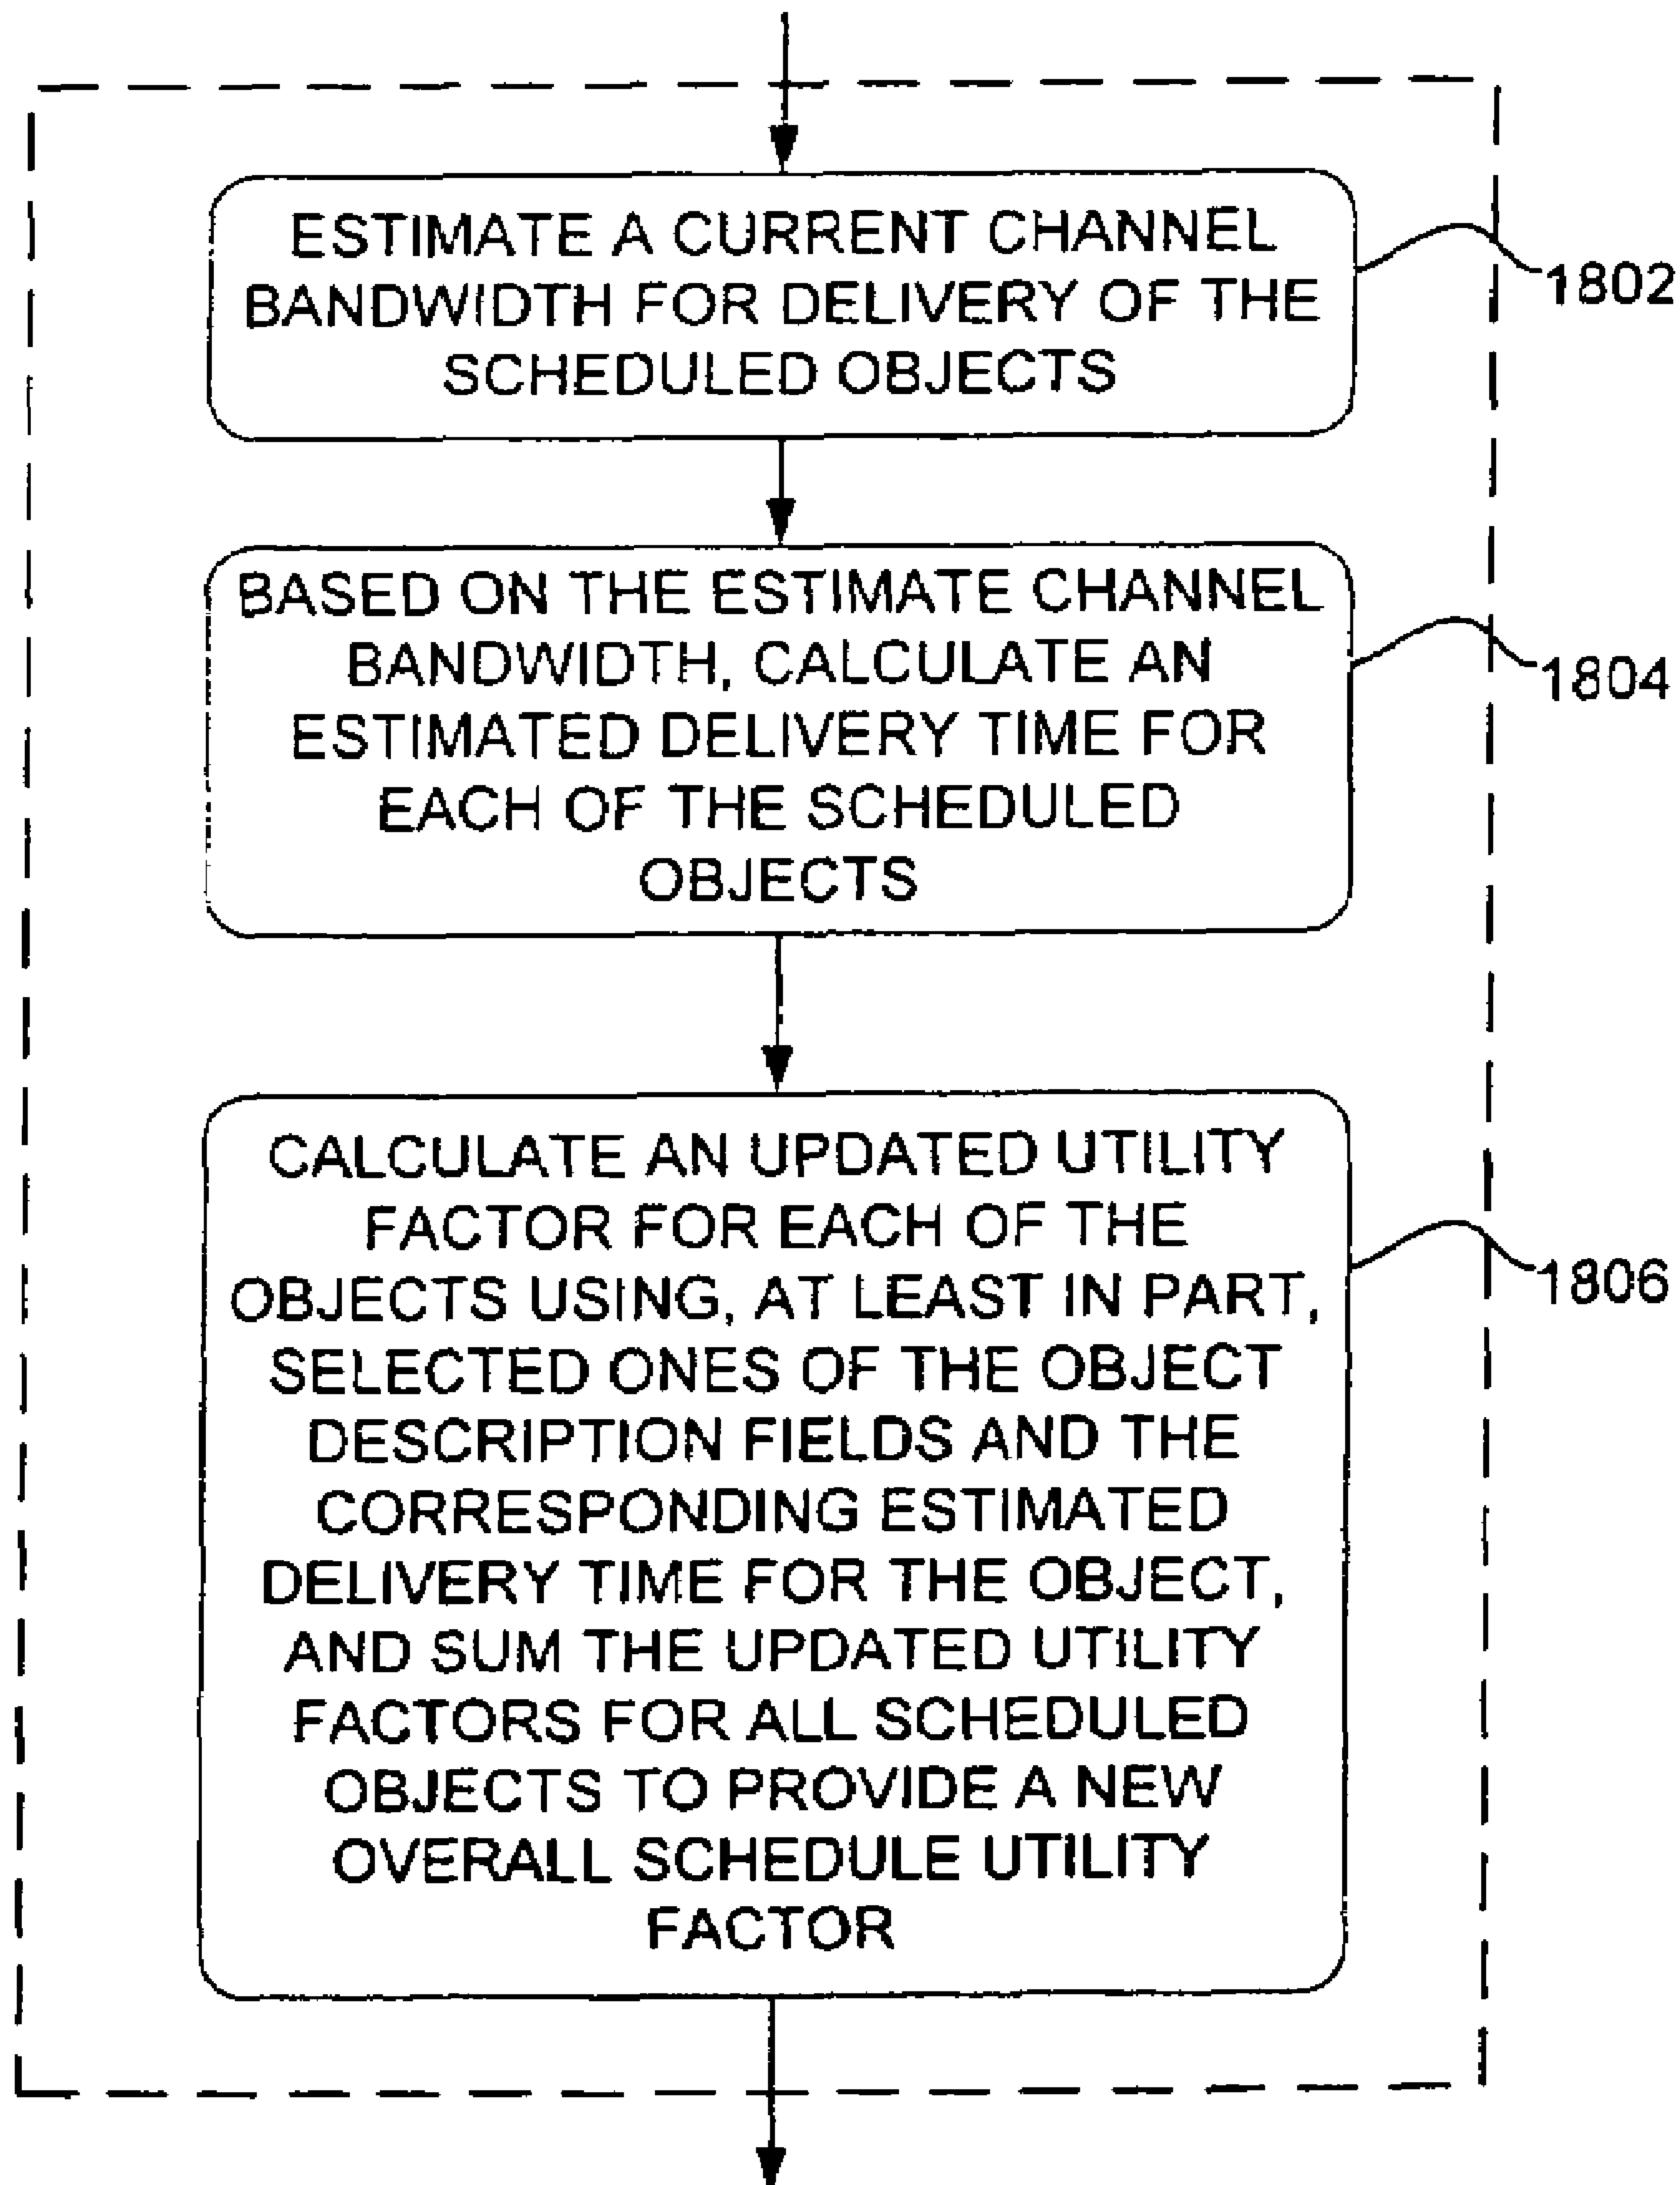 ESTIMATE A CURRENT CHANNEL
BANDWIDTH FOR DELIVERY OF THE
SCHEDULED OBJECTS
1802
BASED ON THE ESTIMATE CHANNEL
BANDWIDTH, CALCULATE AN
ESTIMATED DELIVERY TIME FOR
EACH OF THE SCHEDULED
OBJECTS
1804
CALCULATE AN UPDATED UTILITY
FACTOR FOR EACH OF THE
OBJECTS USING, AT LEAST IN PART,
SELECTED ONES OF THE OBJECT
DESCRIPTION FIELDS AND THE
CORRESPONDING ESTIMATED
DELIVERY TIME FOR THE OBJECT,
AND SUM THE UPDATED UTILITY
FACTORS FOR ALL SCHEDULED
OBJECTS TO PROVIDE A NEW
OVERALL SCHEDULE UTILITY
FACTOR
1806